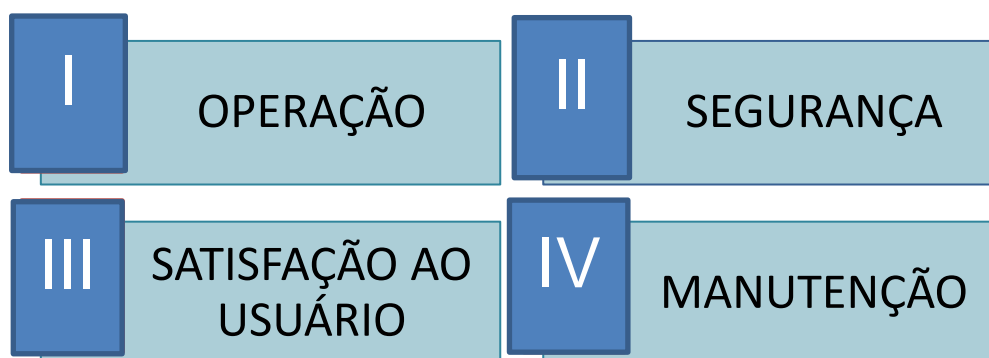 I
OPERAÇÃO
II
SEGURANÇA
III
SATISFAÇÃO AO
USUÁRIO
IV
MANUTENÇÃO